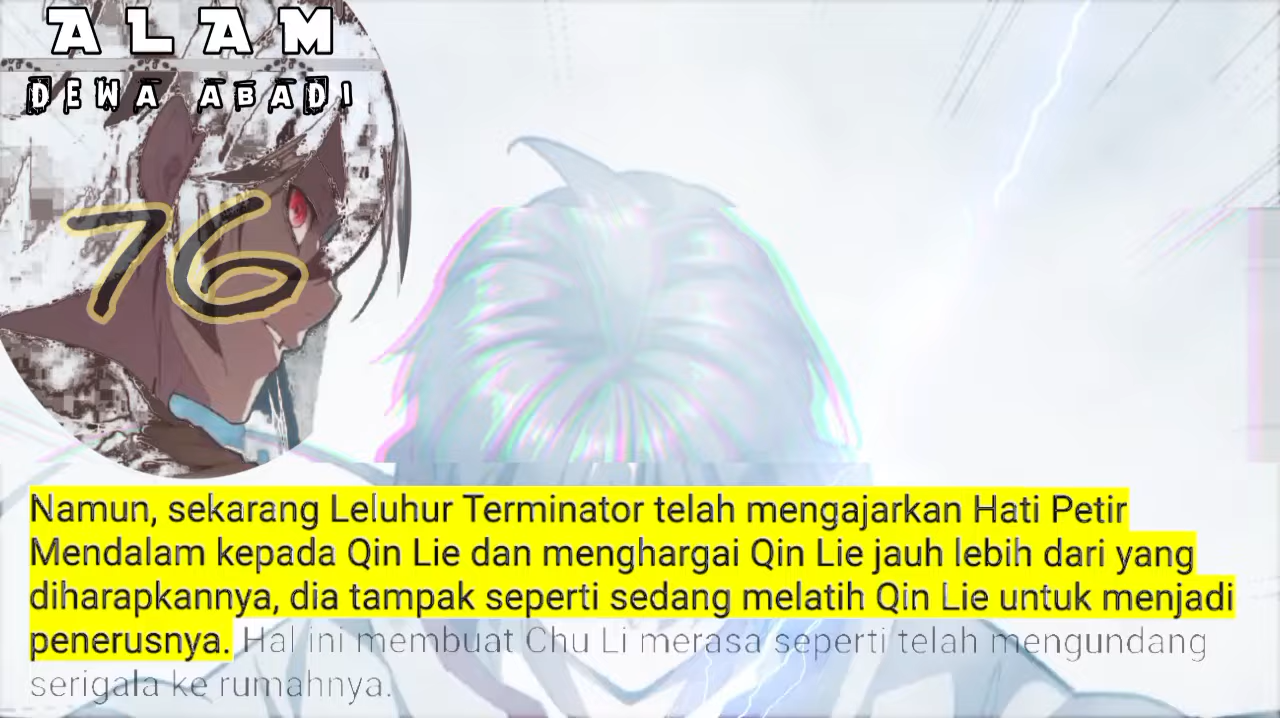 ALAM
DEWA ABADI
76
Namun, sekarang Leluhur Terminator telah mengajarkan Hati Petir
Mendalam kepada Qin Lie dan menghargai Qin Lie jauh lebih dari yang
diharapkannya, dia tampak seperti sedang melatih Qin Lie untuk menjadi
penerusnya. Hal ini membuat Chu Li merasa seperti telah mengundang
serigala ke rumahnya.